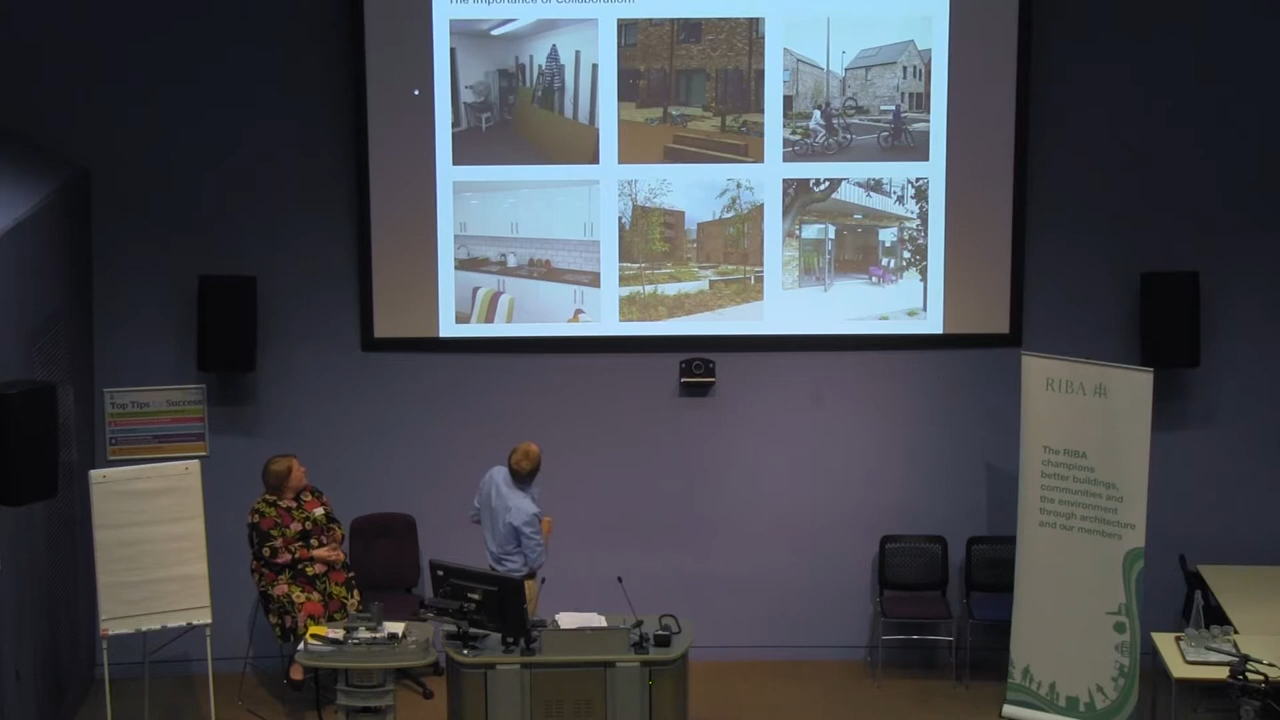 The Importance of Collaboration!
Top Tips for Success
RIBA
The RIBA
champions
better buildings,
communities and
the environment
through architecture
and our members